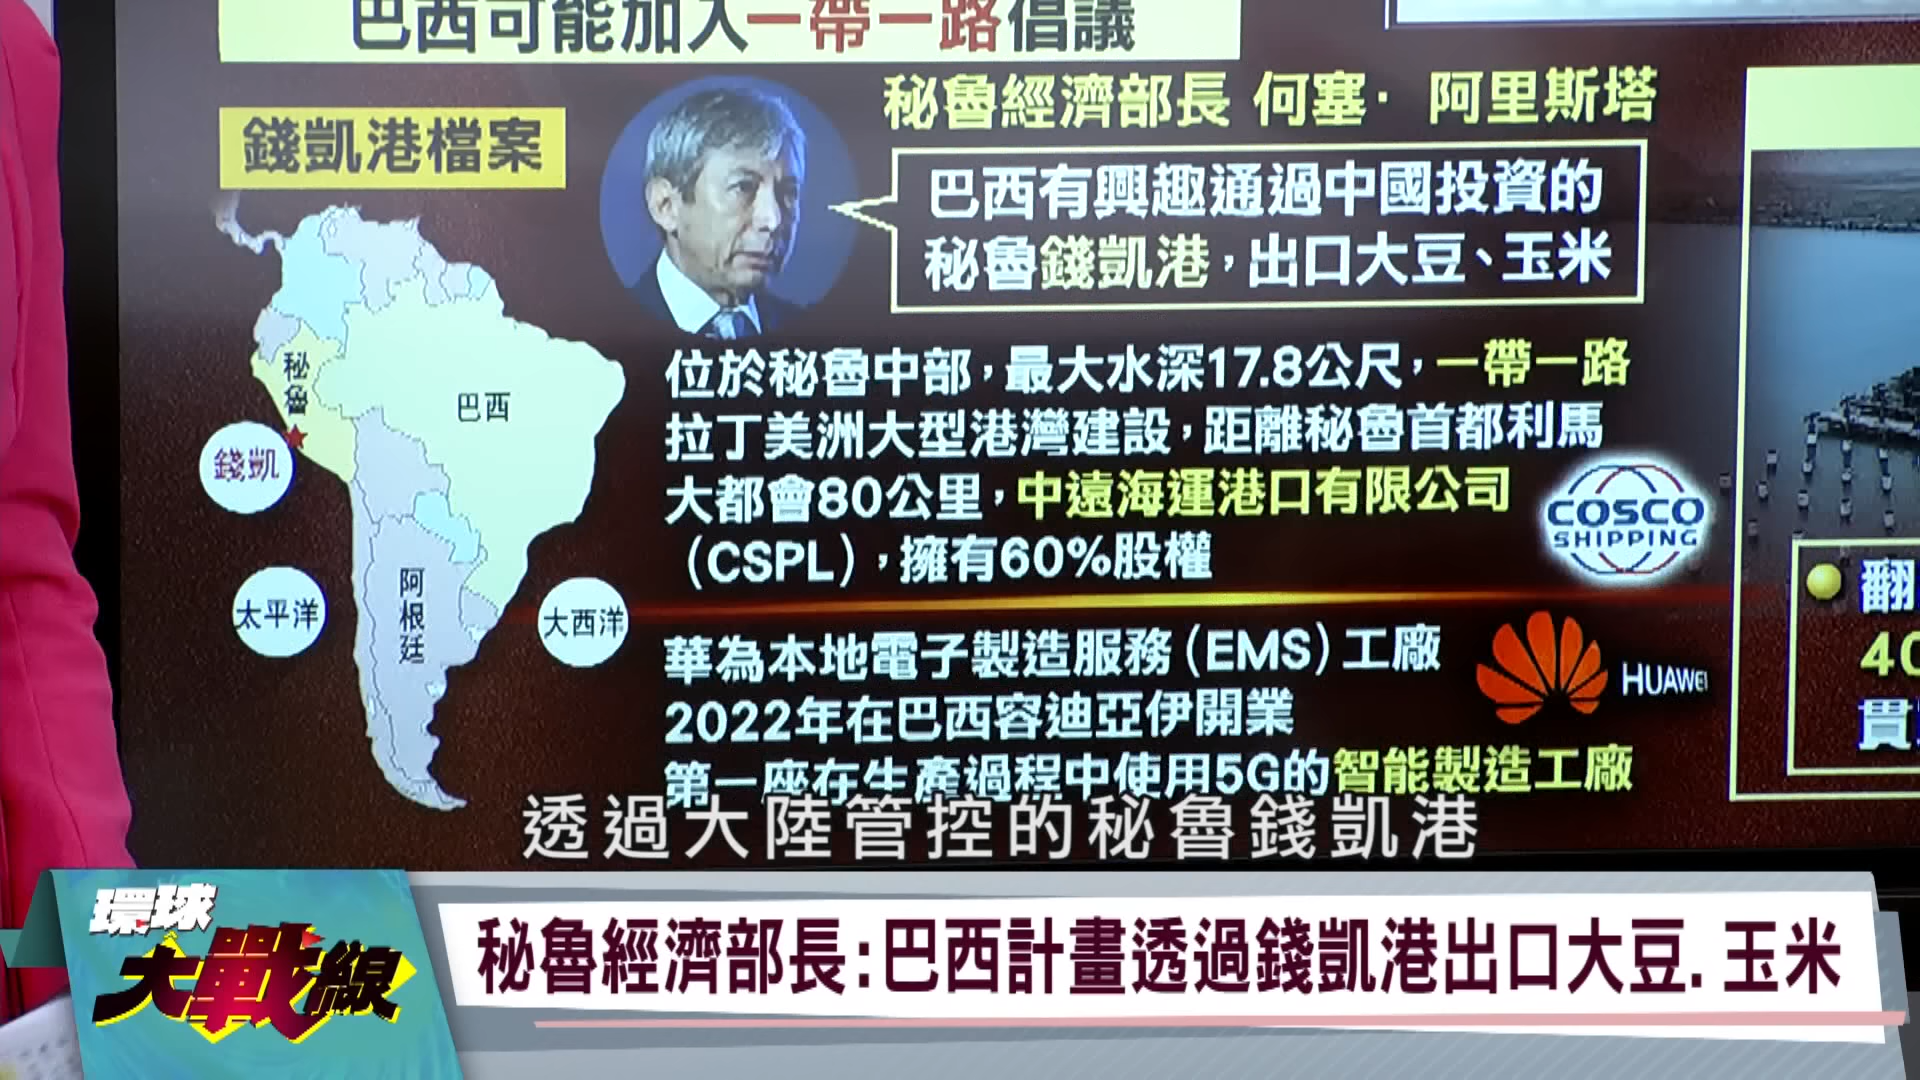 巴西可能加入一帶一路倡議
錢凱港檔案
秘魯經濟部長 何塞· 阿里斯塔
巴西有興趣通過中國投資的
秘魯錢凱港,出口大豆、玉米
秘魯
巴西
錢凱
太平洋
阿根廷
大西洋
位於秘魯中部,最大水深17.8公尺,一帶一路
拉丁美洲大型港灣建設,距離秘魯首都利馬
大都會80公里,中遠海運港口有限公司
(CSPL),擁有60%股權
COSCO
SHIPPING
華為本地電子製造服務(EMS)工廠
2022年在巴西容迪亞伊開業
第一座在生產過程中使用5G的智能製造工廠
HUAWEI
翻
40
貫
透過大陸管控的秘魯錢凱港
環球
大戰線
秘魯經濟部長:巴西計畫透過錢凱港出口大豆.玉米